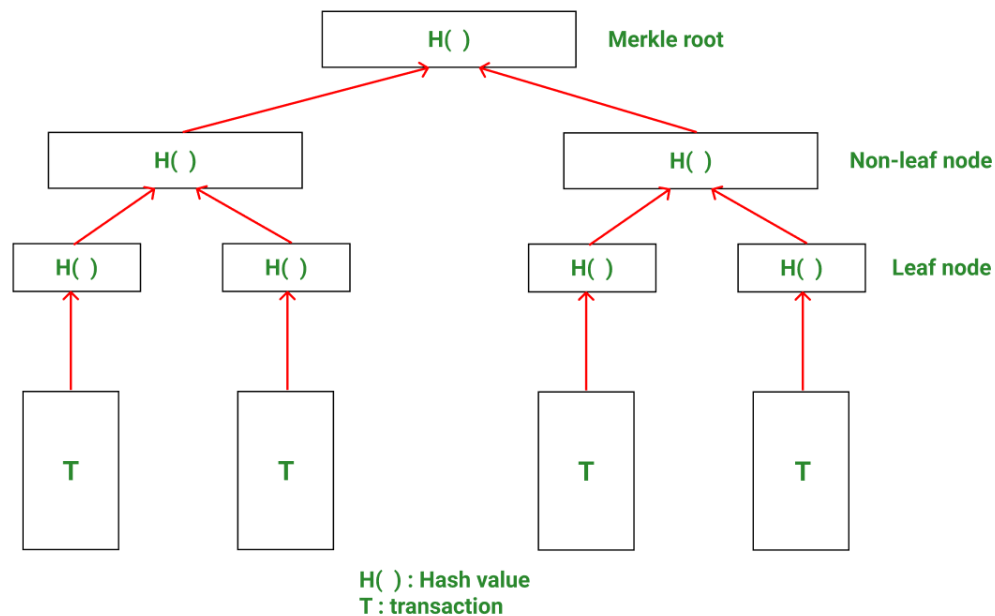 H( ) Merkle root
H( ) H( ) Non-leaf node
H( ) H( ) H( ) H( ) Leaf node
T T T T
H( ) : Hash value
T : transaction